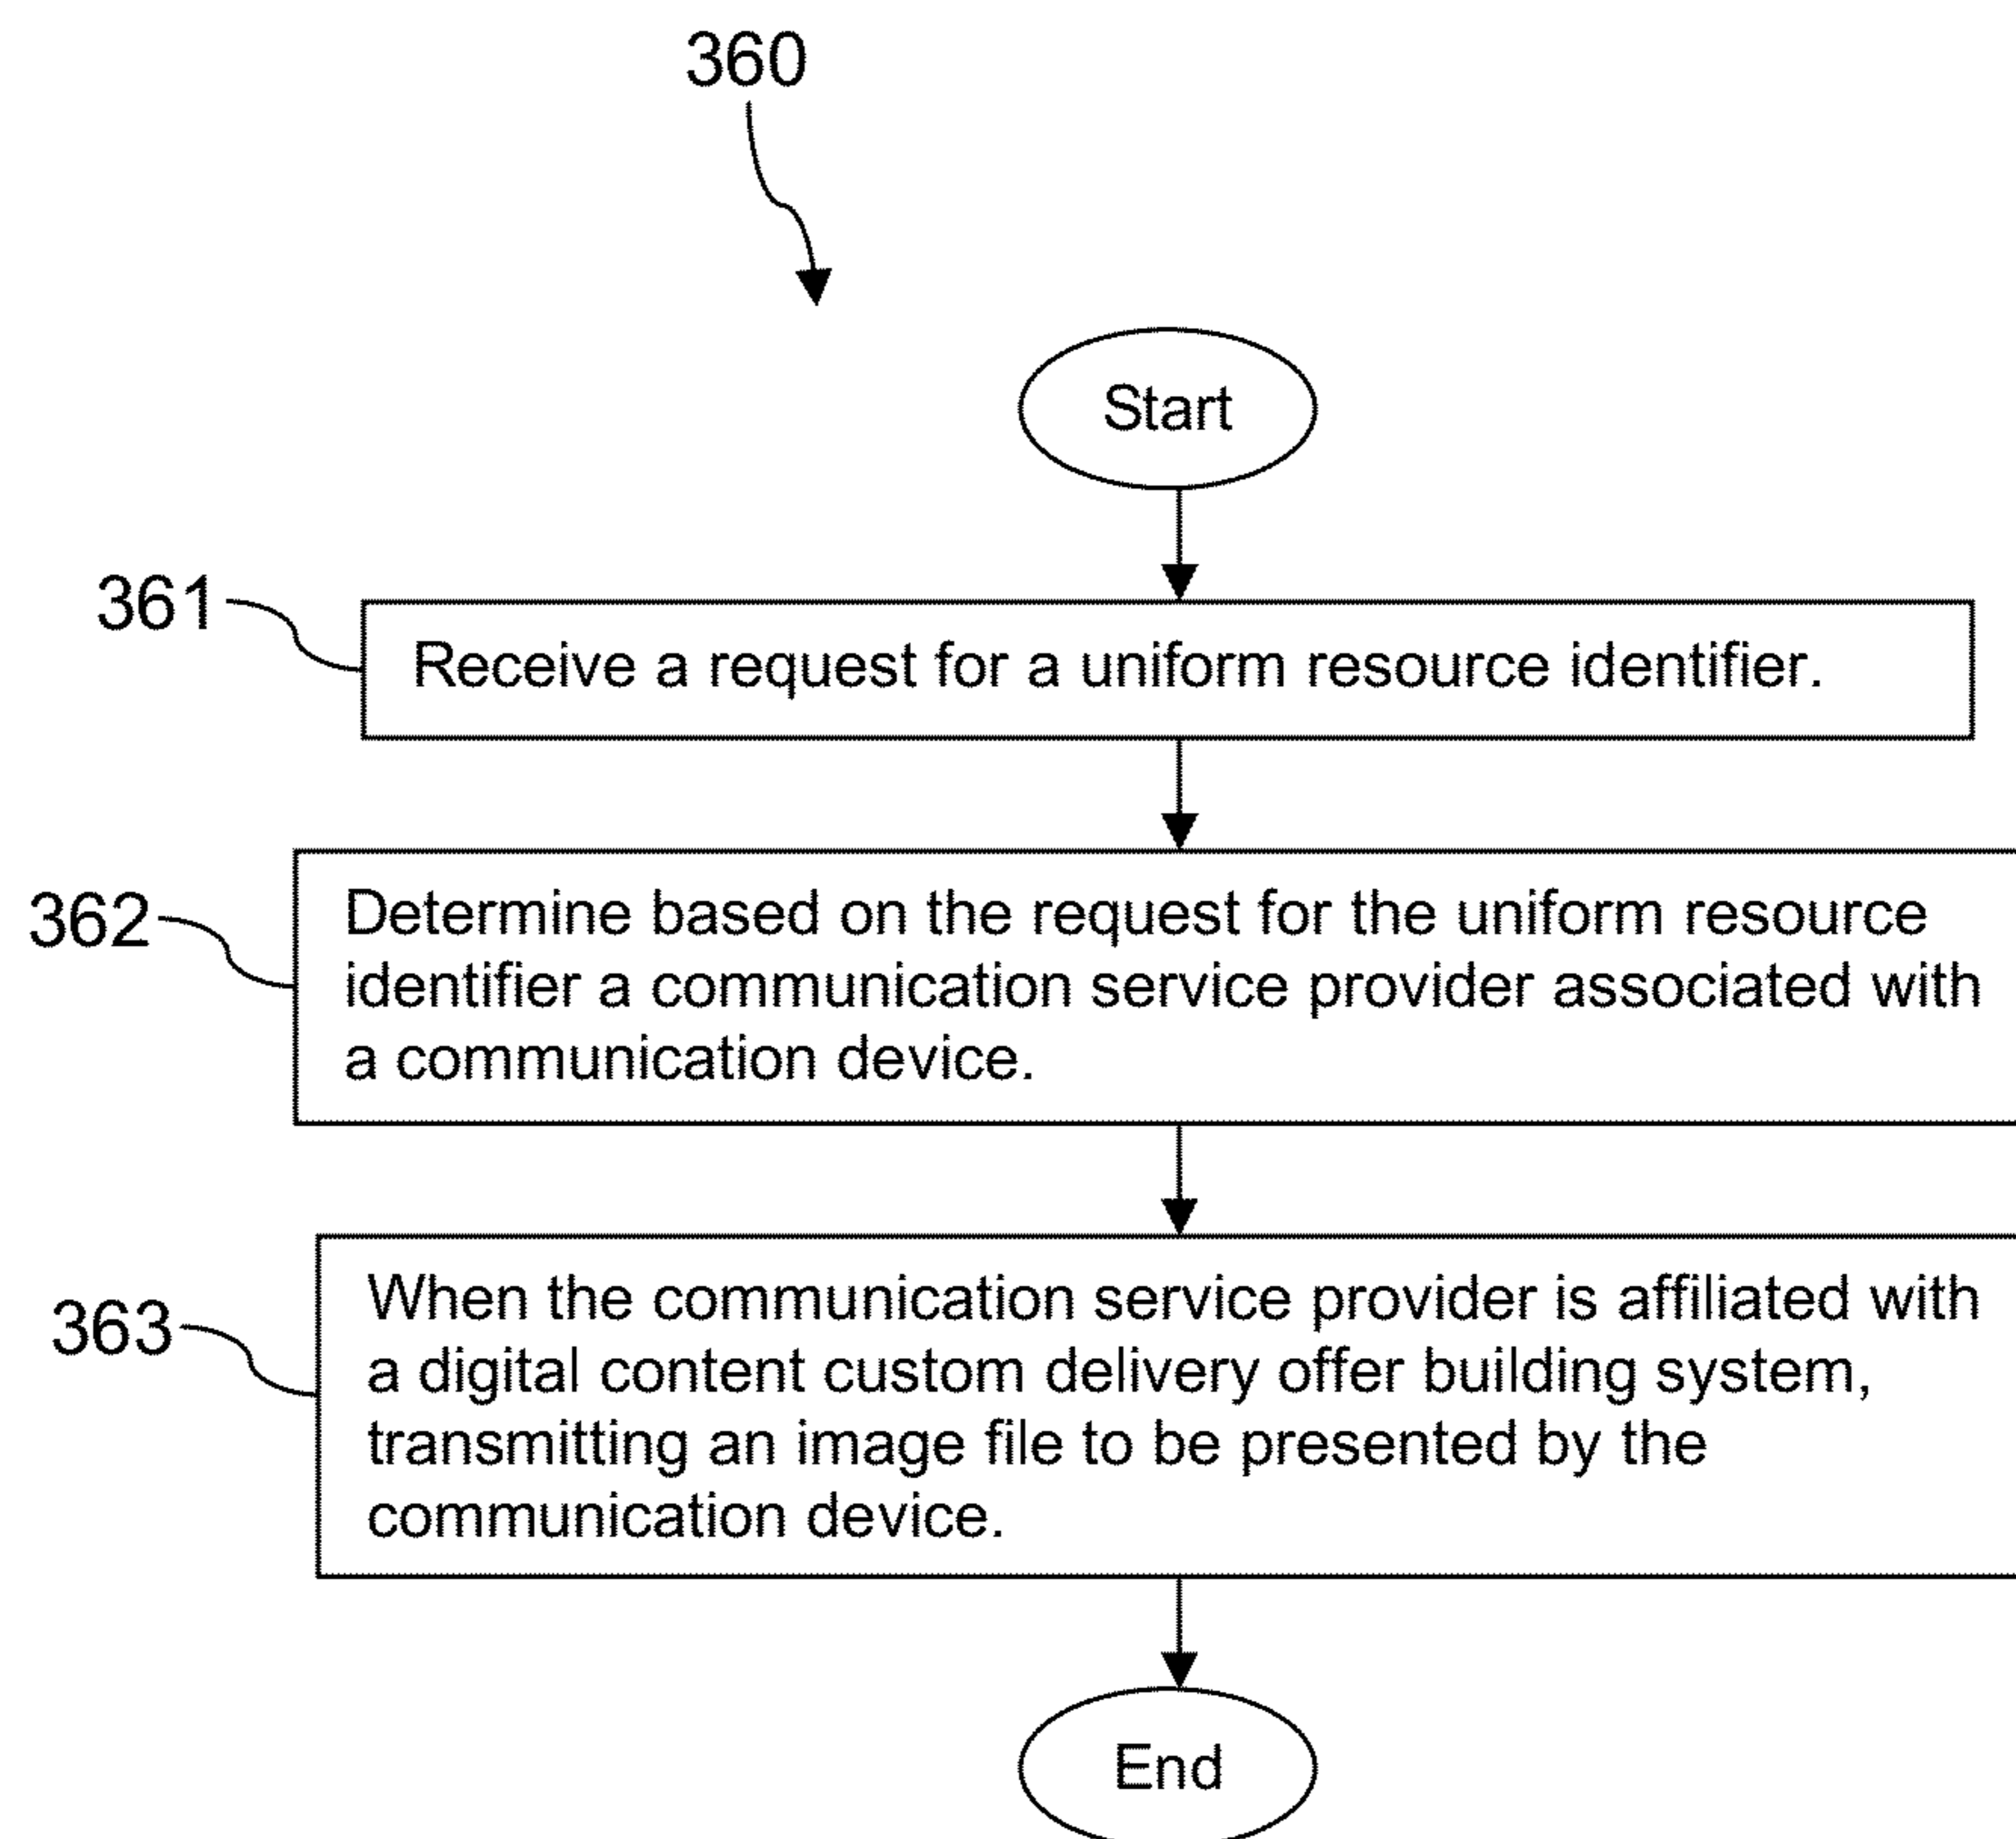 360
Start
361
Receive a request for a uniform resource identifier.
362
Determine based on the request for the uniform resource
identifier a communication service provider associated with
a communication device.
363
When the communication service provider is affiliated with
a digital content custom delivery offer building system,
transmitting an image file to be presented by the
communication device.
End